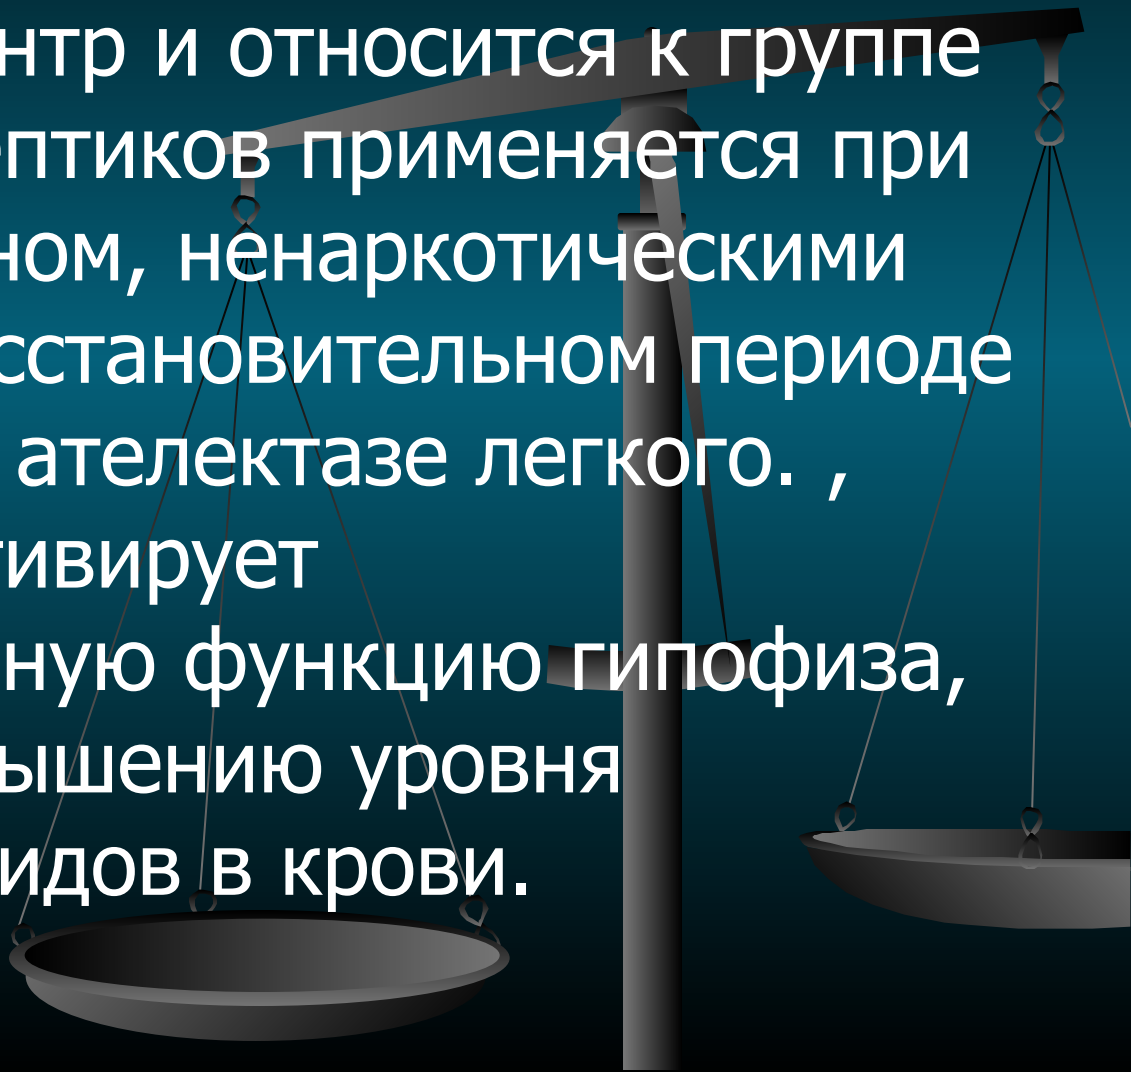 нтр и относится к группе
ептиков применяется при
ном, ненаркотическими
сстановительном периоде
ателектазе легкого. ,
тивирует
ную функцию гипофиза,
ышению уровня
идов в крови.